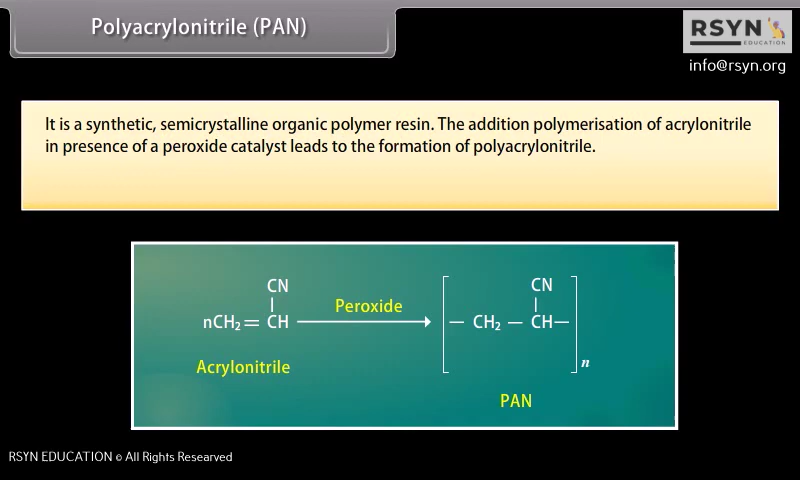 Polyacrylonitrile (PAN)
RSYN
EDUCATION
info@rsyn.org
It is a synthetic, semicrystalline organic polymer resin. The addition polymerisation of acrylonitrile
in presence of a peroxide catalyst leads to the formation of polyacrylonitrile.
CN CN
Peroxide
nCH₂ = CH — CH₂ — CH —
n
Acrylonitrile
PAN
RSYN EDUCATION © All Rights Researved